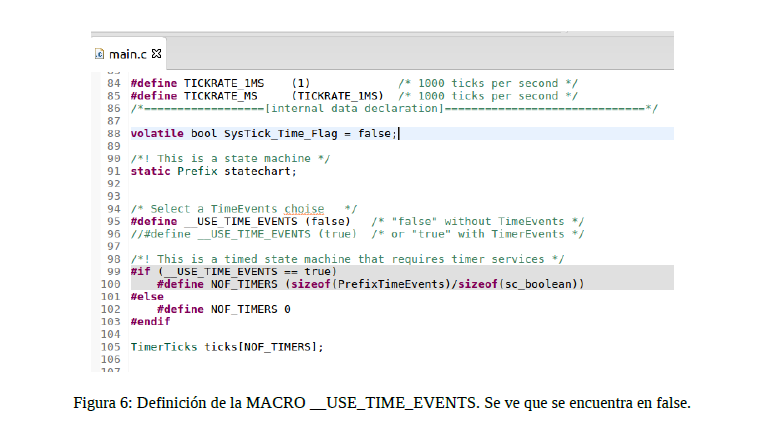 main.c
84 #define TICKRATE_1MS (1) /* 1000 ticks per second */
85 #define TICKRATE_MS (TICKRATE_1MS) /* 1000 ticks per second */
86 /*==================[internal data declaration]==============================*/
87
88 volatile bool SysTick_Time_Flag = false;
89
90 /*! This is a state machine */
91 static Prefix statechart;
92
93
94 /* Select a TimeEvents choise */
95 #define __USE_TIME_EVENTS (false) /* "false" without TimeEvents */
96 //#define __USE_TIME_EVENTS (true) /* or "true" with TimerEvents */
97
98 /*! This is a timed state machine that requires timer services */
99 #if (__USE_TIME_EVENTS == true)
100 #define NOF_TIMERS (sizeof(PrefixTimeEvents)/sizeof(sc_boolean))
101 #else
102 #define NOF_TIMERS 0
103 #endif
104
105 TimerTicks ticks[NOF_TIMERS];
106
Figura 6: Definición de la MACRO __USE_TIME_EVENTS. Se ve que se encuentra en false.